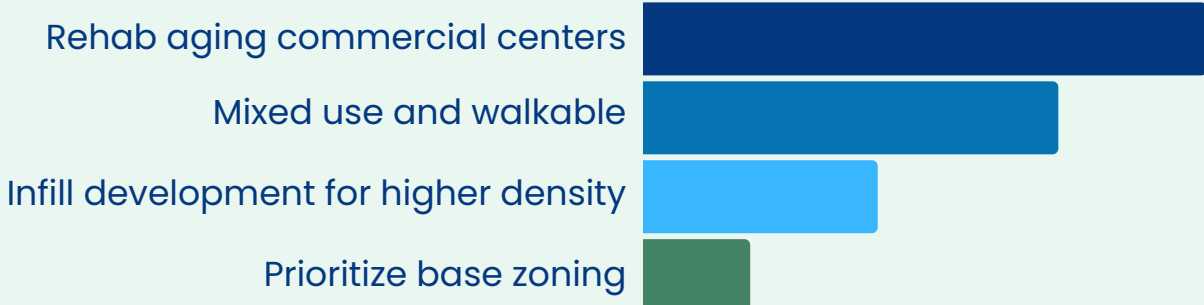 Rehab aging commercial centers
Mixed use and walkable
Infill development for higher density
Prioritize base zoning